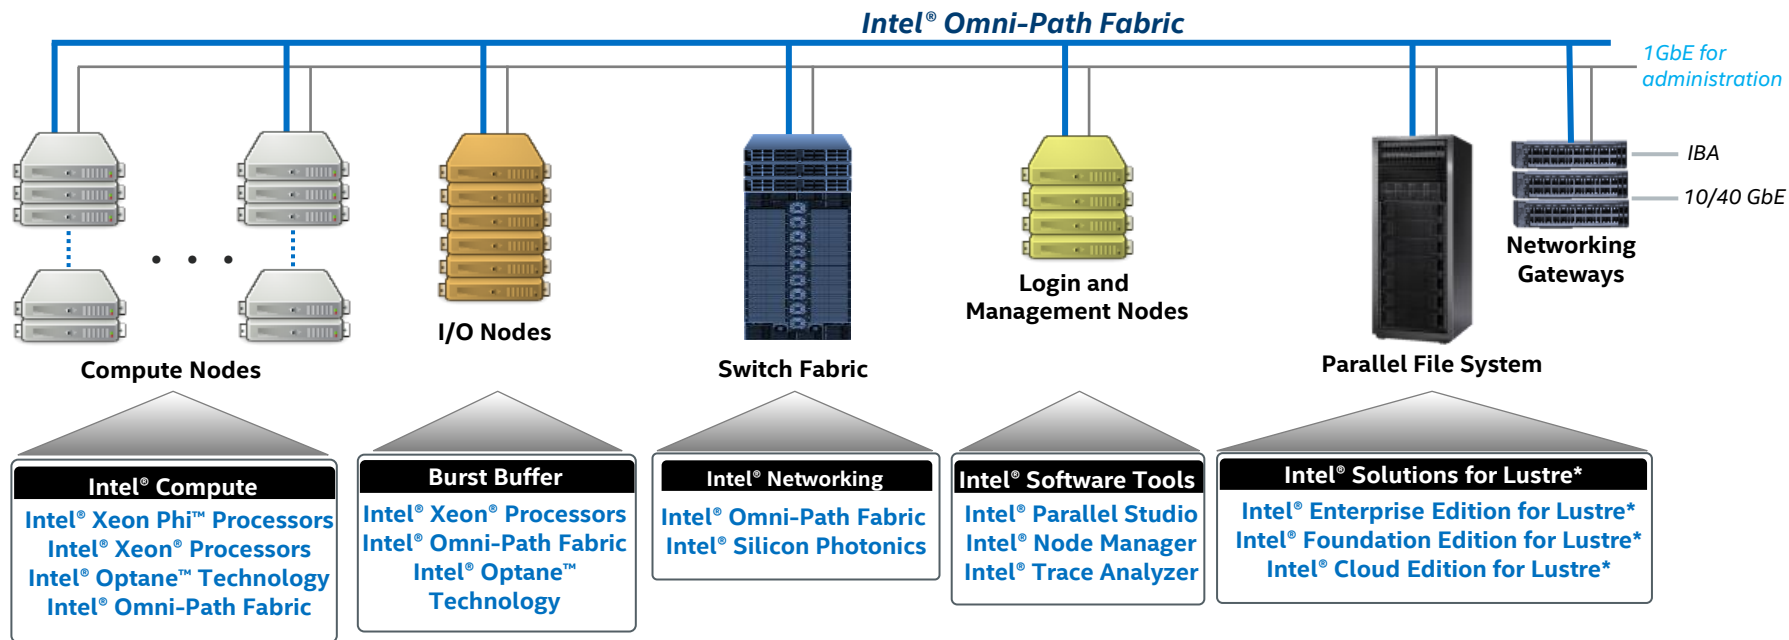 Intel® Omni-Path Fabric
1GbE for
administration
IBA
10/40 GbE
Networking
Gateways
Login and
Management Nodes
I/O Nodes
Compute Nodes
Switch Fabric
Parallel File System
Intel® Compute
Intel® Xeon Phi™ Processors
Intel® Xeon® Processors
Intel® Optane™ Technology
Intel® Omni-Path Fabric
Burst Buffer
Intel® Xeon® Processors
Intel® Omni-Path Fabric
Intel® Optane™
Technology
Intel® Networking
Intel® Omni-Path Fabric
Intel® Silicon Photonics
Intel® Software Tools
Intel® Parallel Studio
Intel® Node Manager
Intel® Trace Analyzer
Intel® Solutions for Lustre*
Intel® Enterprise Edition for Lustre*
Intel® Foundation Edition for Lustre*
Intel® Cloud Edition for Lustre*